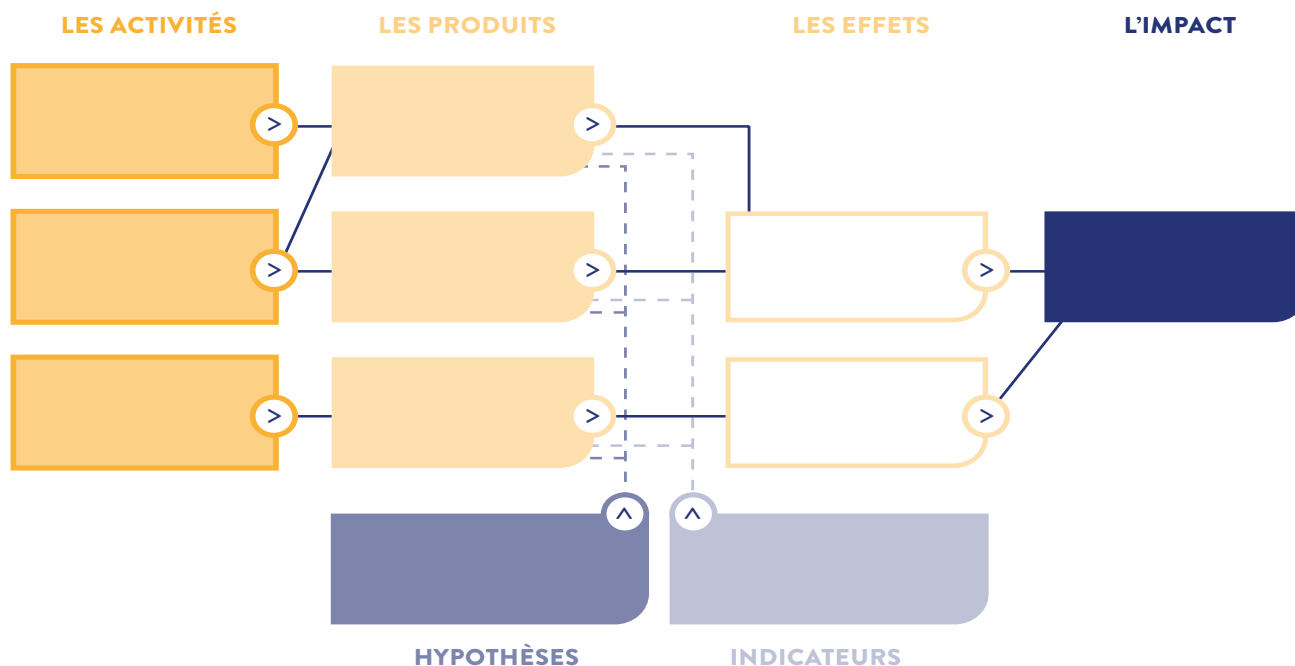 LES ACTIVITÉS
LES PRODUITS
LES EFFETS
L'IMPACT
HYPOTHÈSES
INDICATEURS